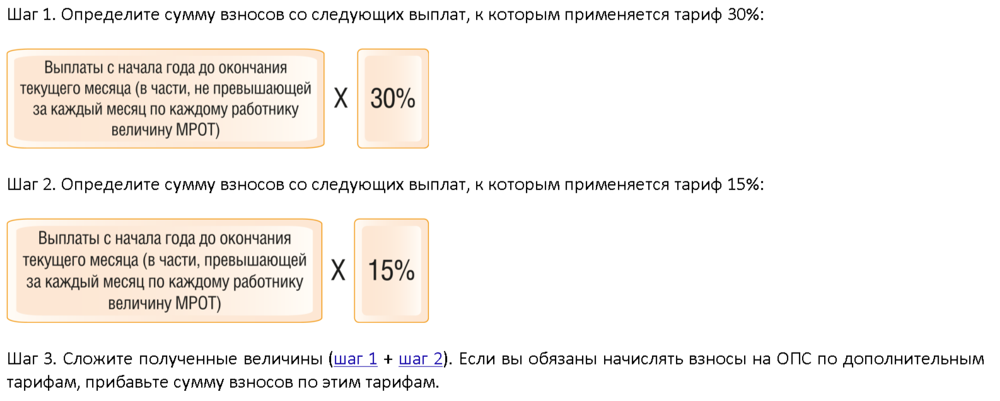 Шаг 1. Определите сумму взносов со следующих выплат, к которым применяется тариф 30%:
Выплаты с начала года до окончания
текущего месяца (в части, не превышающей
за каждый месяц по каждому работнику
величину МРОТ)
X
30%
Шаг 2. Определите сумму взносов со следующих выплат, к которым применяется тариф 15%:
Выплаты с начала года до окончания
текущего месяца (в части, превышающей
за каждый месяц по каждому работнику
величину МРОТ)
X
15%
Шаг 3. Сложите полученные величины (шаг 1 + шаг 2). Если вы обязаны начислять взносы на ОПС по дополнительным
тарифам, прибавьте сумму взносов по этим тарифам.